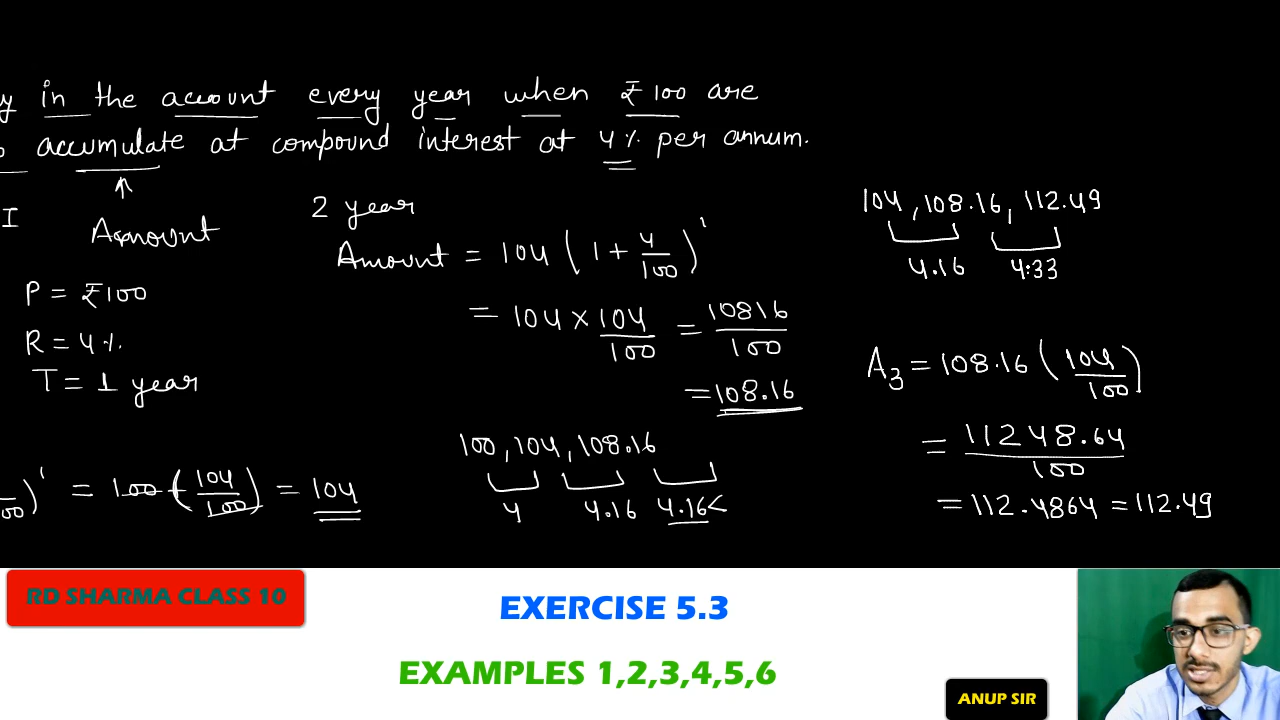 y in the account every year when ₹100 are
accumulate at compound interest at 4% per annum.
I
Amount
P = ₹100
R = 4%
T = 1 year
)¹ = 100 (104/100) = 104
2 year
Amount = 104 (1 + 4/100)¹
= 104 × 104/100 = 10816/100
= 108.16
100, 104, 108.16
4 4.16 4.16<
104, 108.16, 112.49
4.16 4.33
A₃ = 108.16 (104/100)
= 11248.64/100
= 112.4864 = 112.49
RD SHARMA CLASS 10
EXERCISE 5.3
EXAMPLES 1,2,3,4,5,6
ANUP SIR